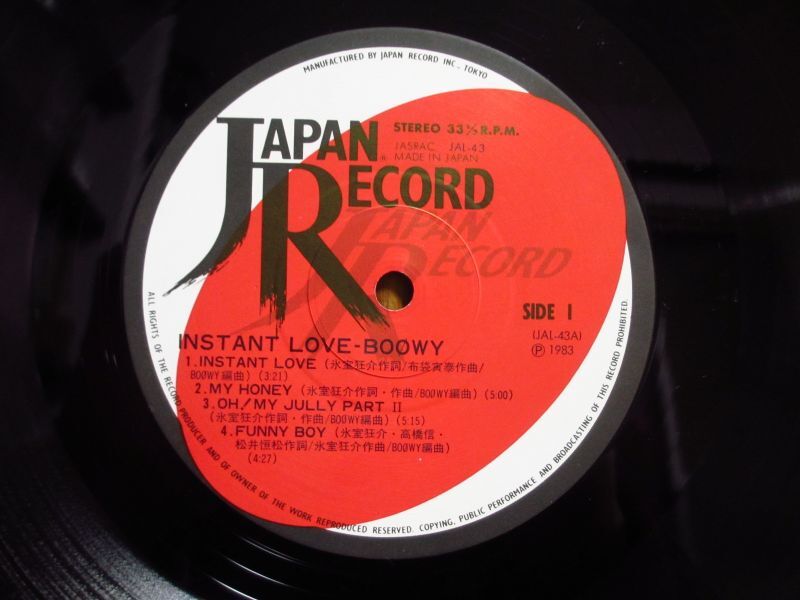 MANUFACTURED BY JAPAN RECORD INC., TOKYO
JAPAN
RECORD
STEREO 33⅓ R.P.M.
JASRAC JAL-43
® MADE IN JAPAN
JAPAN
RECORD
SIDE I
(JAL-43A)
Ⓟ 1983
INSTANT LOVE-BOØWY
1.INSTANT LOVE (氷室狂介作詞/布袋寅泰作曲/
BOØWY編曲) (3:21)
2.MY HONEY (氷室狂介作詞・作曲/BOØWY編曲) (5:00)
3.OH!MY JULLY PART II
(氷室狂介作詞・作曲/BOØWY編曲) (5:15)
4.FUNNY BOY (氷室狂介・高橋信・
松井恒松作詞/氷室狂介作曲/BOØWY編曲)
(4:27)
ALL RIGHTS OF THE RECORD PRODUCER AND OF OWNER OF THE WORK REPRODUCED RESERVED. COPYING, PUBLIC PERFORMANCE AND BROADCASTING OF THIS RECORD PROHIBITED.